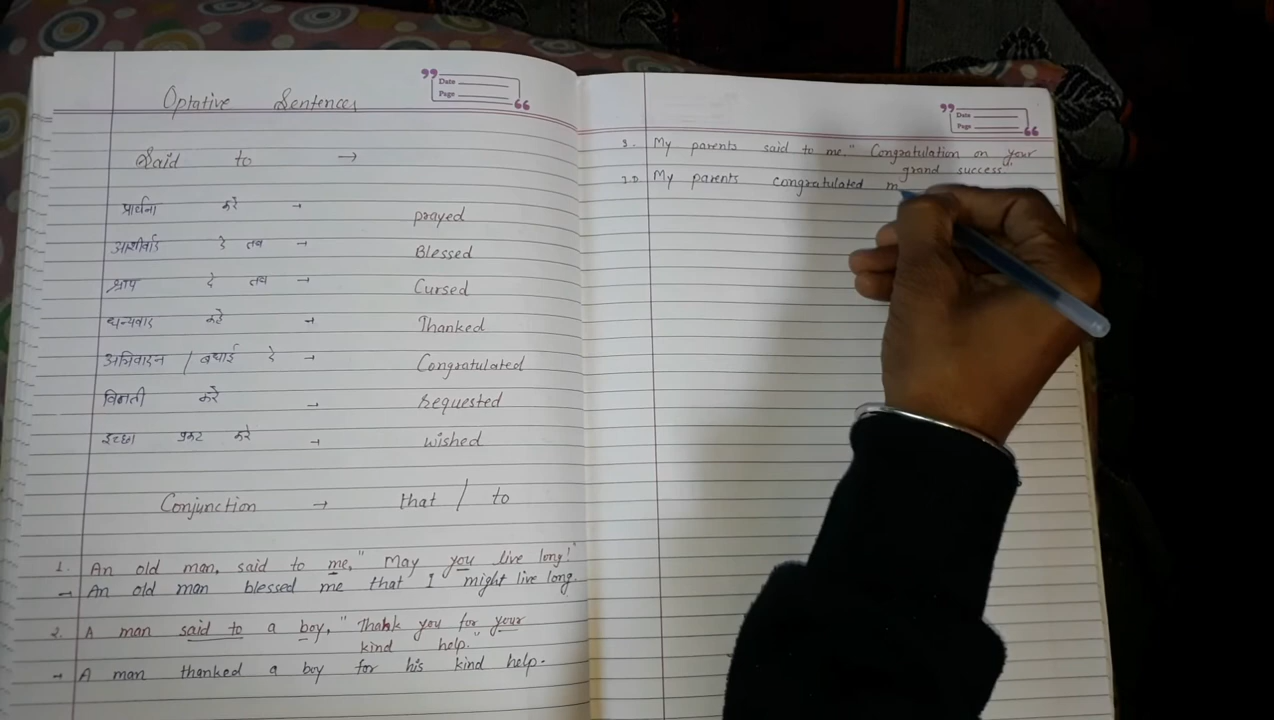 Date
Page
Optative Sentences
Said to →
प्रार्थना करे → prayed
आशीर्वाद दे तब → Blessed
श्राप दे तब → Cursed
धन्यवाद कहे → Thanked
अभिवादन / बधाई दे → Congratulated
विनती करे → Requested
इच्छा प्रकट करे → wished
Conjunction → that / to
1. An old man, said to me, "May you live long!"
→ An old man blessed me that I might live long.
2. A man said to a boy, "Thank you for your
kind help."
→ A man thanked a boy for his kind help.
Date
Page
3. My parents said to me." Congratulation on your
grand success."
I.D. My parents congratulated m